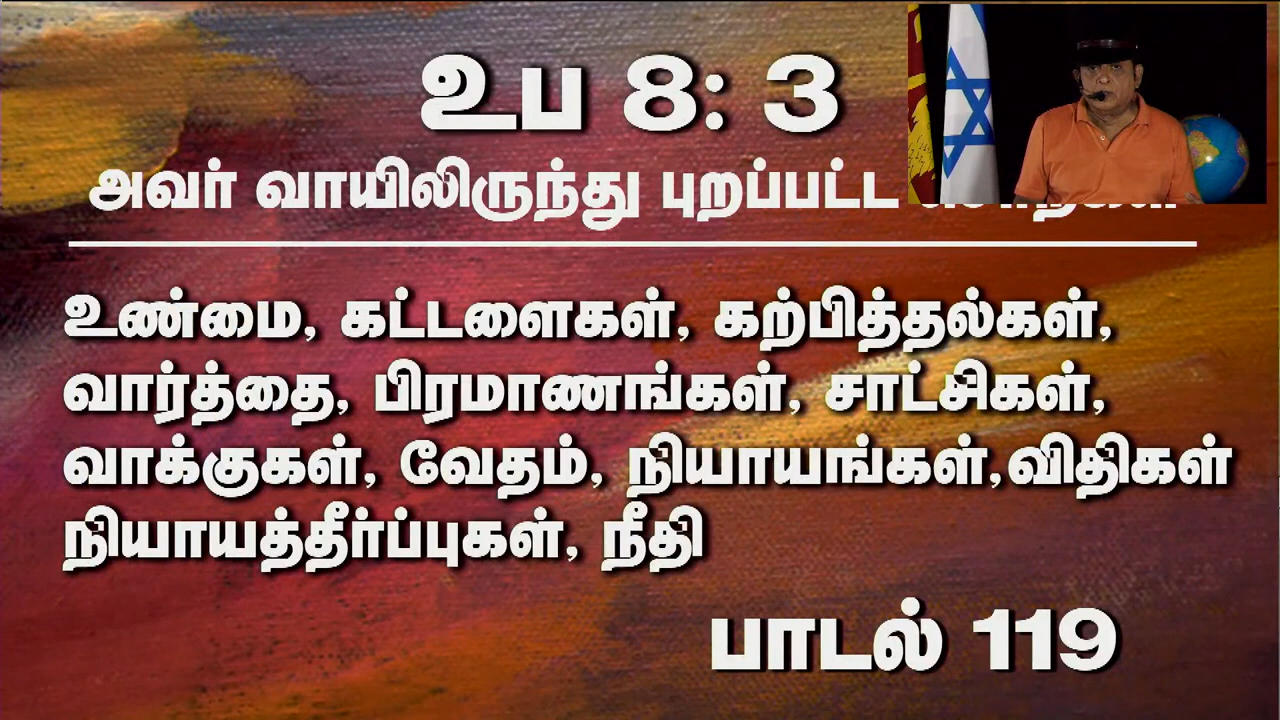 உப 8: 3
அவர் வாயிலிருந்து புறப்பட்ட
உண்மை, கட்டளைகள், கற்பித்தல்கள்,
வார்த்தை, பிரமாணங்கள், சாட்சிகள்,
வாக்குகள், வேதம், நியாயங்கள்,விதிகள்
நியாயத்தீர்ப்புகள், நீதி
பாடல் 119